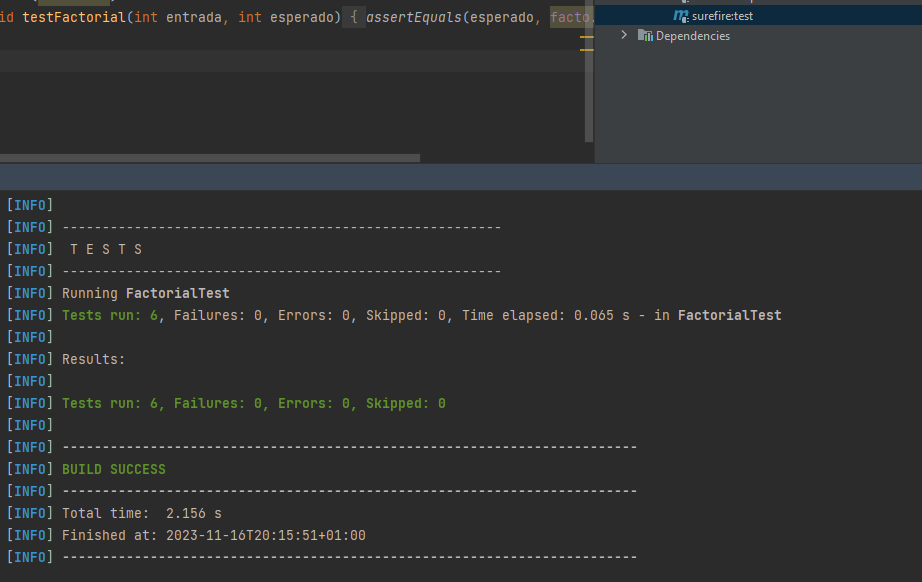 id testFactorial(int entrada, int esperado) { assertEquals(esperado, facto.
surefire:test
Dependencies
[INFO]
[INFO] -------------------------------------------------------
[INFO]  T E S T S
[INFO] -------------------------------------------------------
[INFO] Running FactorialTest
[INFO] Tests run: 6, Failures: 0, Errors: 0, Skipped: 0, Time elapsed: 0.065 s - in FactorialTest
[INFO]
[INFO] Results:
[INFO]
[INFO] Tests run: 6, Failures: 0, Errors: 0, Skipped: 0
[INFO]
[INFO] ------------------------------------------------------------------------
[INFO] BUILD SUCCESS
[INFO] ------------------------------------------------------------------------
[INFO] Total time:  2.156 s
[INFO] Finished at: 2023-11-16T20:15:51+01:00
[INFO] ------------------------------------------------------------------------